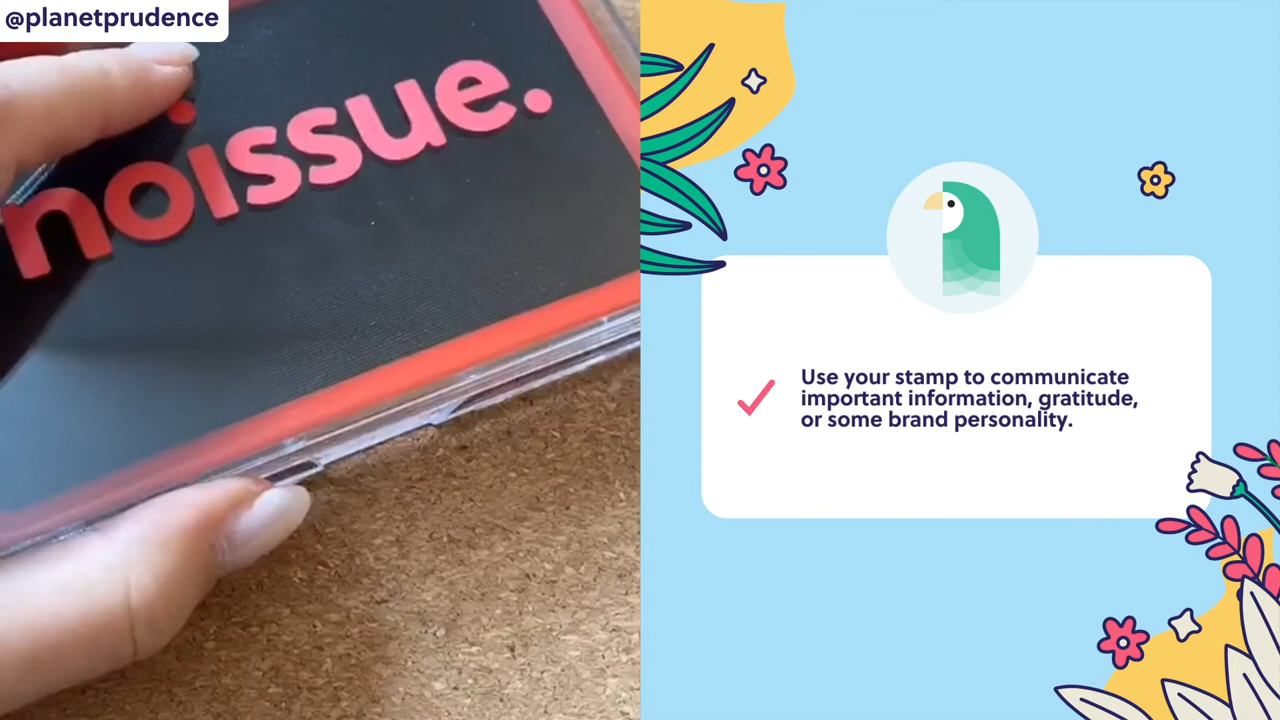 @planetprudence
noissue.
Use your stamp to communicate
important information, gratitude,
or some brand personality.